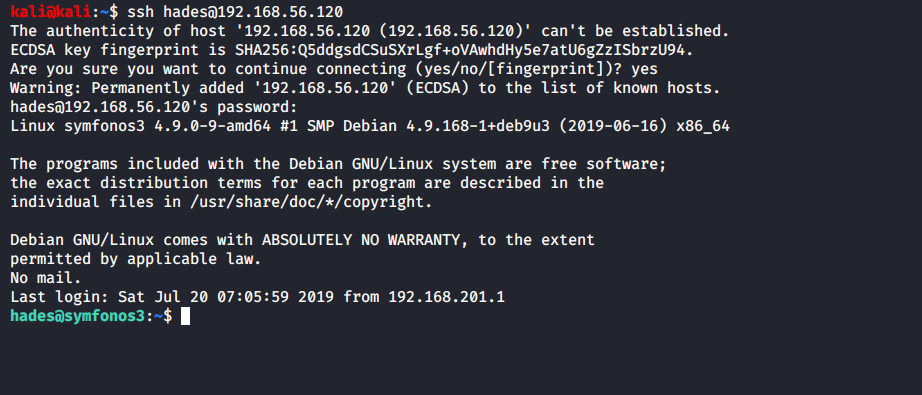 kali@kali:~$ ssh hades@192.168.56.120
The authenticity of host '192.168.56.120 (192.168.56.120)' can't be established.
ECDSA key fingerprint is SHA256:Q5ddgsdCSuSXrLgf+oVAwhdHy5e7atU6gZzISbrzU94.
Are you sure you want to continue connecting (yes/no/[fingerprint])? yes
Warning: Permanently added '192.168.56.120' (ECDSA) to the list of known hosts.
hades@192.168.56.120's password:
Linux symfonos3 4.9.0-9-amd64 #1 SMP Debian 4.9.168-1+deb9u3 (2019-06-16) x86_64
The programs included with the Debian GNU/Linux system are free software;
the exact distribution terms for each program are described in the
individual files in /usr/share/doc/*/copyright.
Debian GNU/Linux comes with ABSOLUTELY NO WARRANTY, to the extent
permitted by applicable law.
No mail.
Last login: Sat Jul 20 07:05:59 2019 from 192.168.201.1
hades@symfonos3:~$